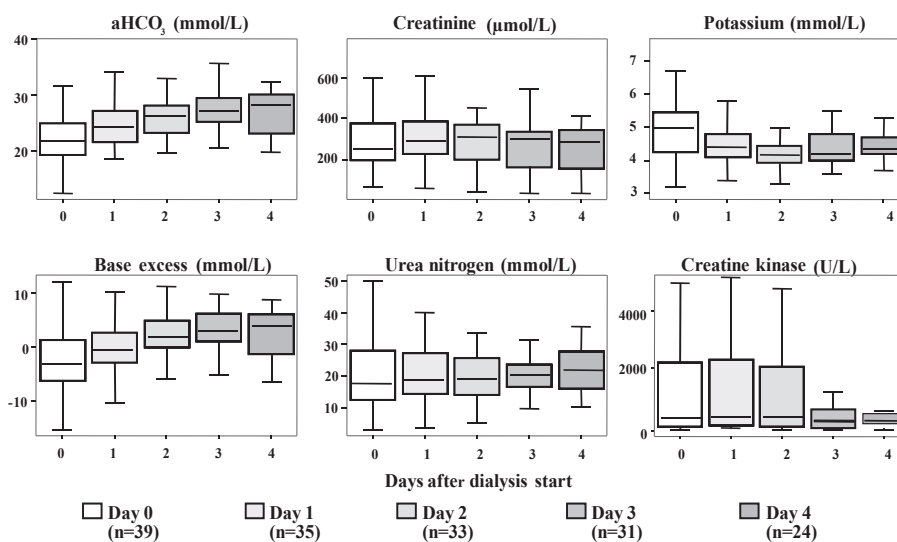 aHCO₃ (mmol/L)
Creatinine (µmol/L)
Potassium (mmol/L)
40
30
20
0 1 2 3 4
600
400
300
200
0 1 2 3 4
7
6
5
4
3
0 1 2 3 4
Base excess (mmol/L)
Urea nitrogen (mmol/L)
Creatine kinase (U/L)
10
0
-10
0 1 2 3 4
50
40
30
20
10
0 1 2 3 4
4000
2000
0
0 1 2 3 4
Days after dialysis start
Day 0 Day 1 Day 2 Day 3 Day 4
(n=39) (n=35) (n=33) (n=31) (n=24)